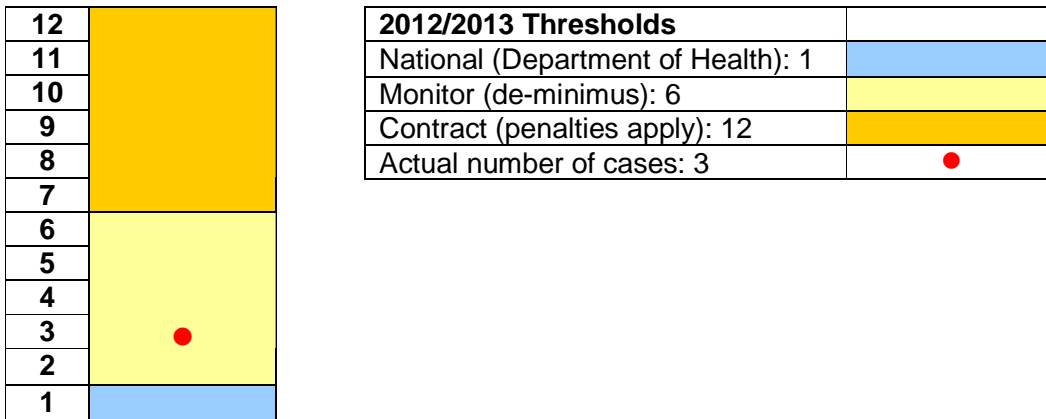 12
11
10
9
8
7
6
5
4
3
2
1
2012/2013 Thresholds
National (Department of Health): 1
Monitor (de-minimus): 6
Contract (penalties apply): 12
Actual number of cases: 3